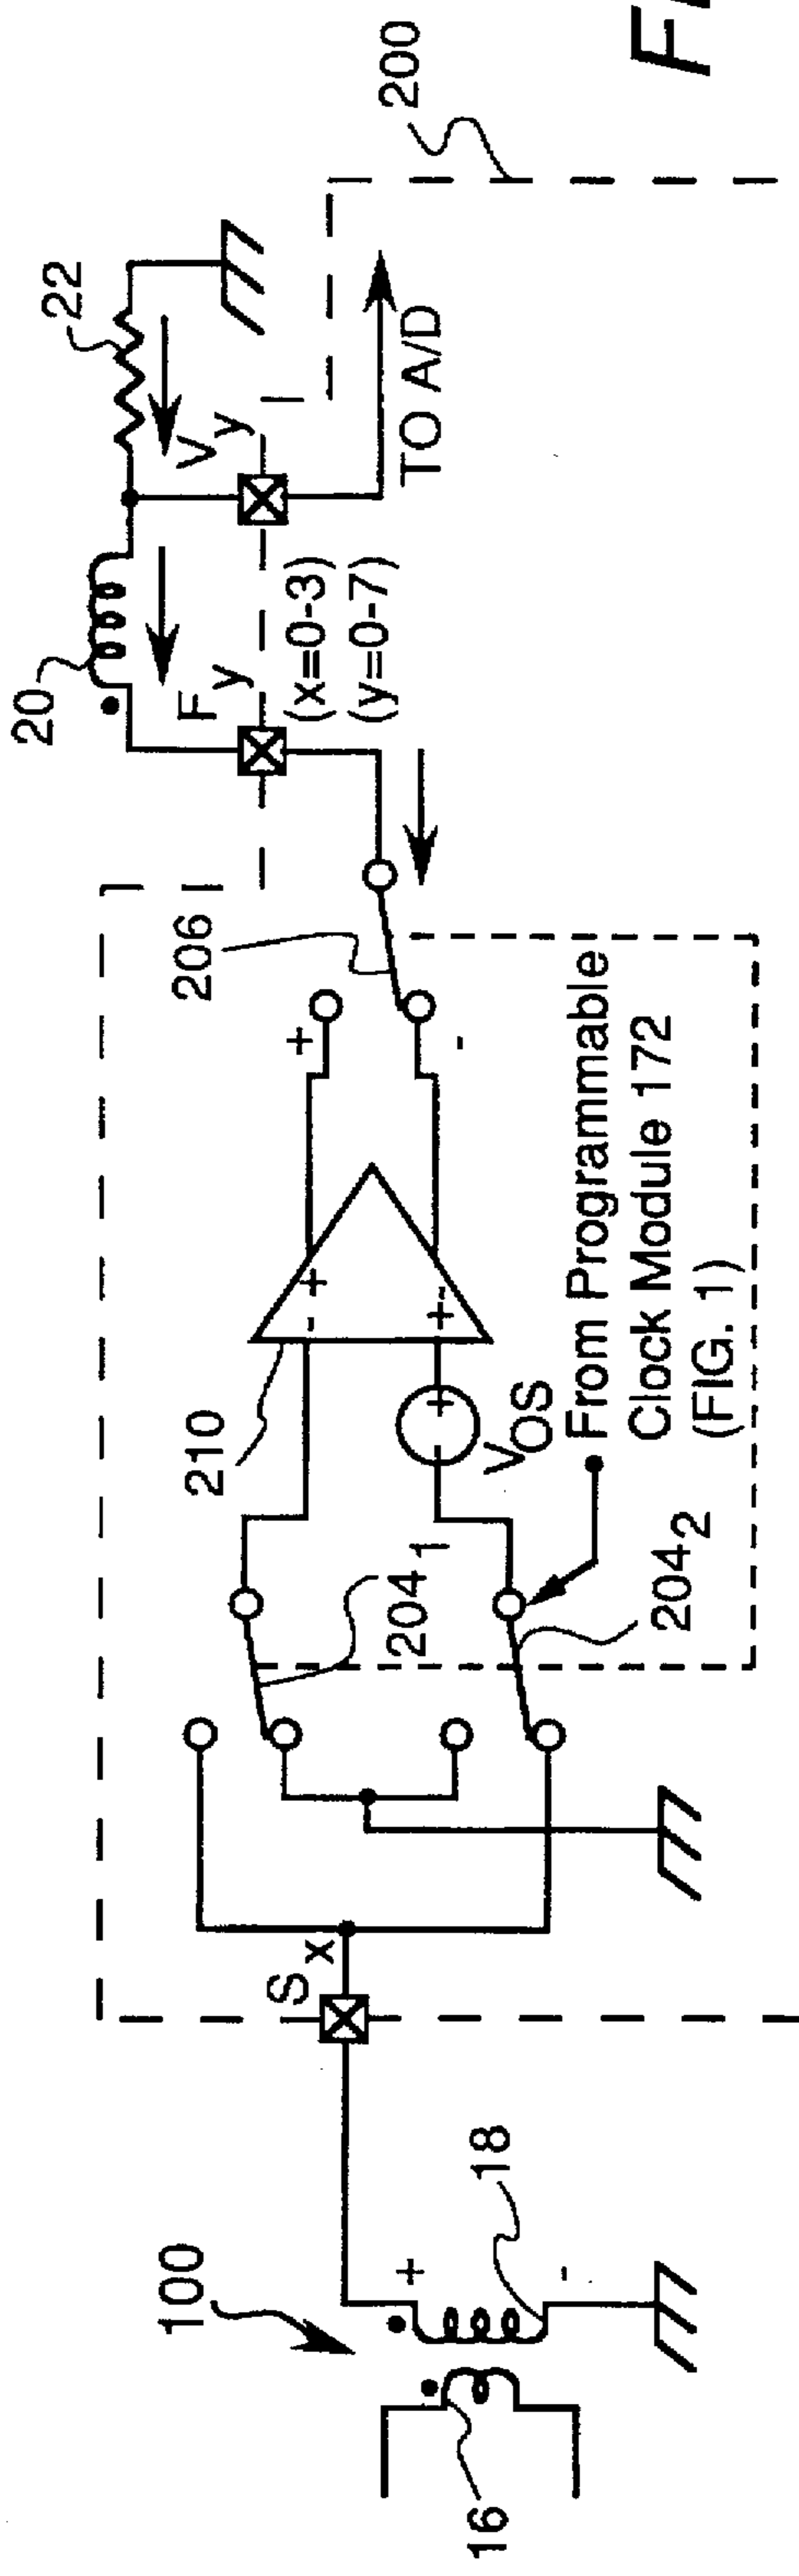 20
22
200
F
y
V
y
(x=0-3)
(y=0-7)
TO A/D
206
+
-
210
-
+
+
-
-
+
V OS
204 1
204 2
From Programmable
Clock Module 172
(FIG. 1)
S x
100
+
-
18
16